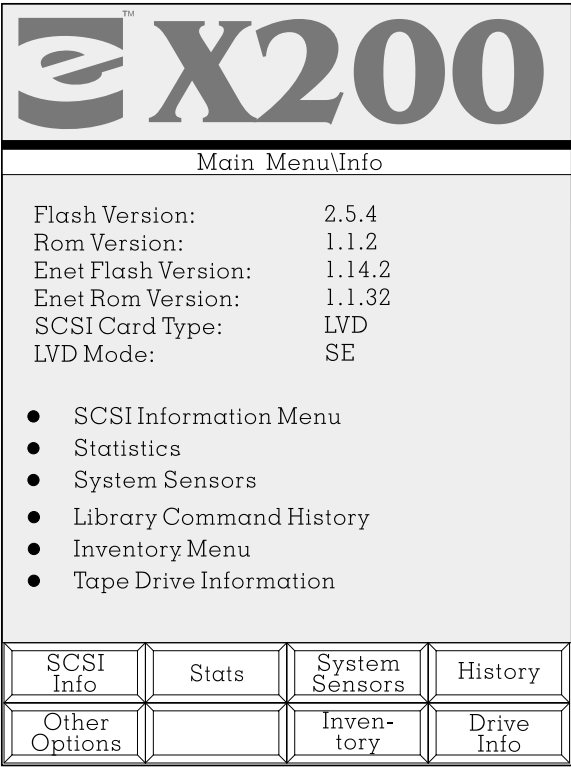 e X200
TM
Main Menu\Info
Flash Version: 2.5.4
Rom Version: 1.1.2
Enet Flash Version: 1.14.2
Enet Rom Version: 1.1.32
SCSI Card Type: LVD
LVD Mode: SE
● SCSI Information Menu
● Statistics
● System Sensors
● Library Command History
● Inventory Menu
● Tape Drive Information
SCSI Info
Stats
System Sensors
History
Other Options
Inven-
tory
Drive Info